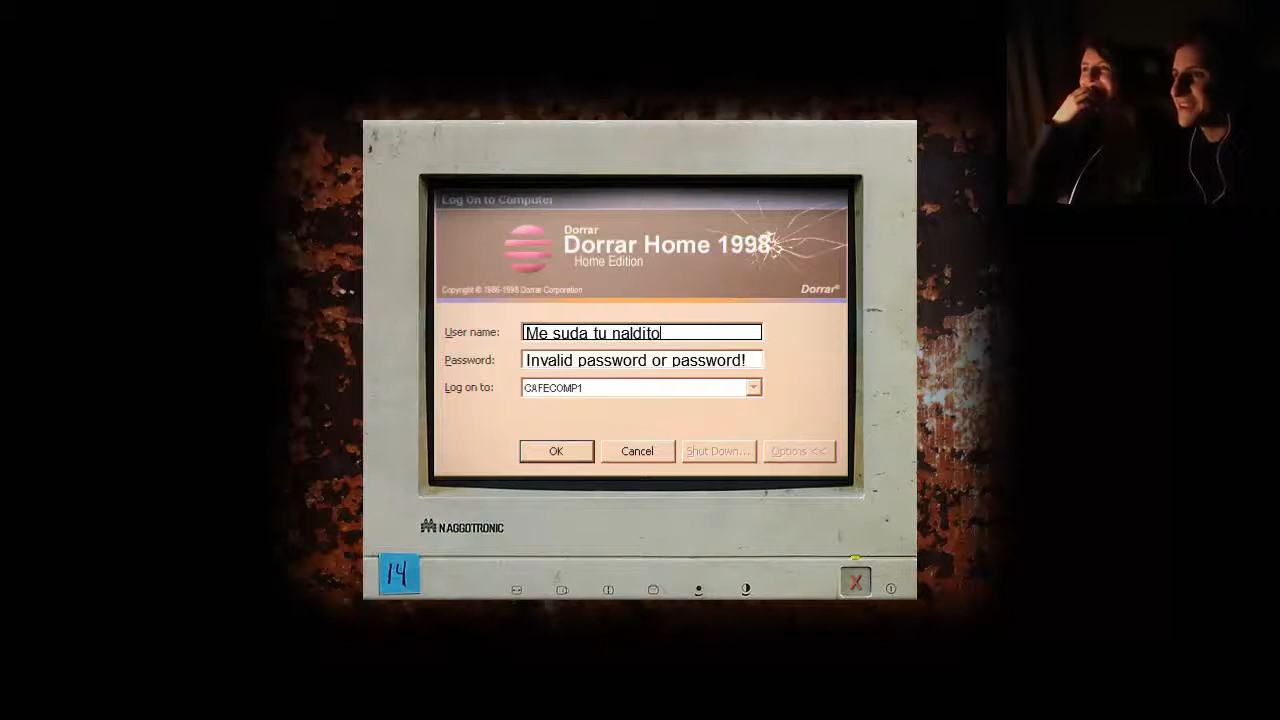 Log On to Computer
Dorrar
Dorrar Home 1998
Home Edition
Copyright © 1986-1998 Dorrar Corporation
Dorrar®
User name: Me suda tu naldito
Password: Invalid password or password!
Log on to: CAFECOMP1
OK Cancel Shut Down... Options <<
NAGGOTRONIC
14
X